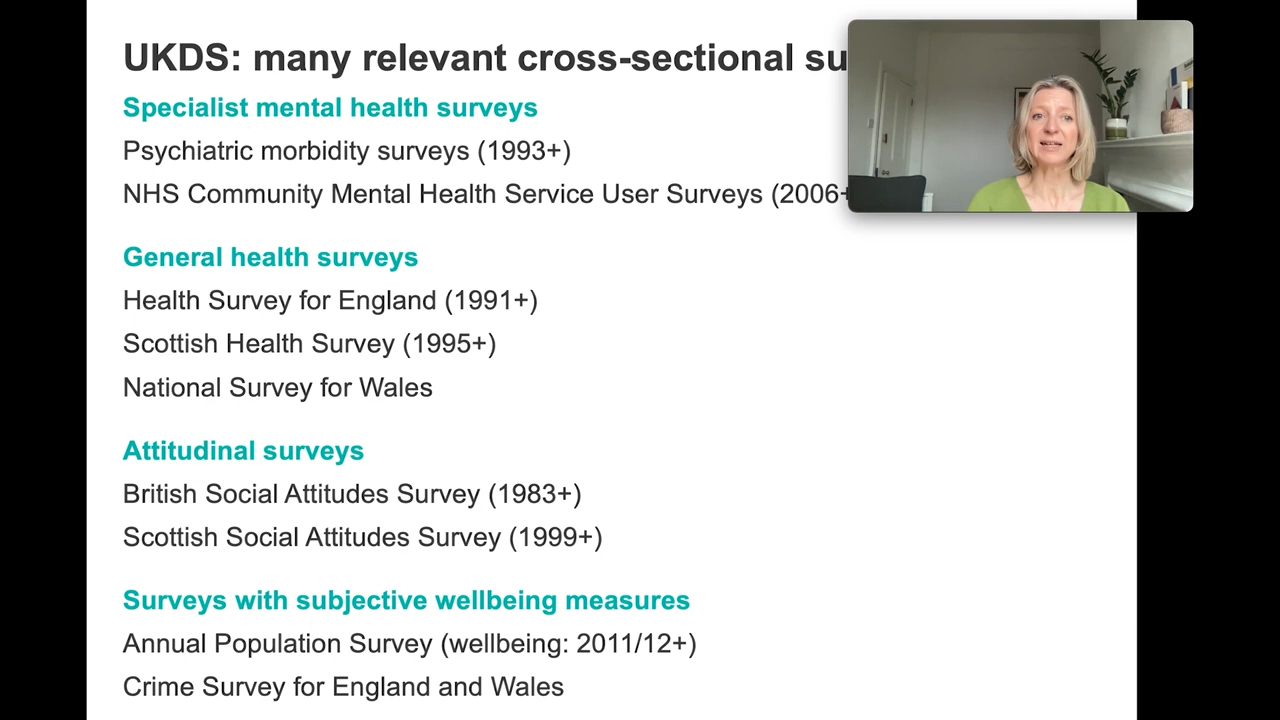 UKDS: many relevant cross-sectional su
Specialist mental health surveys
Psychiatric morbidity surveys (1993+)
NHS Community Mental Health Service User Surveys (2006+
General health surveys
Health Survey for England (1991+)
Scottish Health Survey (1995+)
National Survey for Wales
Attitudinal surveys
British Social Attitudes Survey (1983+)
Scottish Social Attitudes Survey (1999+)
Surveys with subjective wellbeing measures
Annual Population Survey (wellbeing: 2011/12+)
Crime Survey for England and Wales